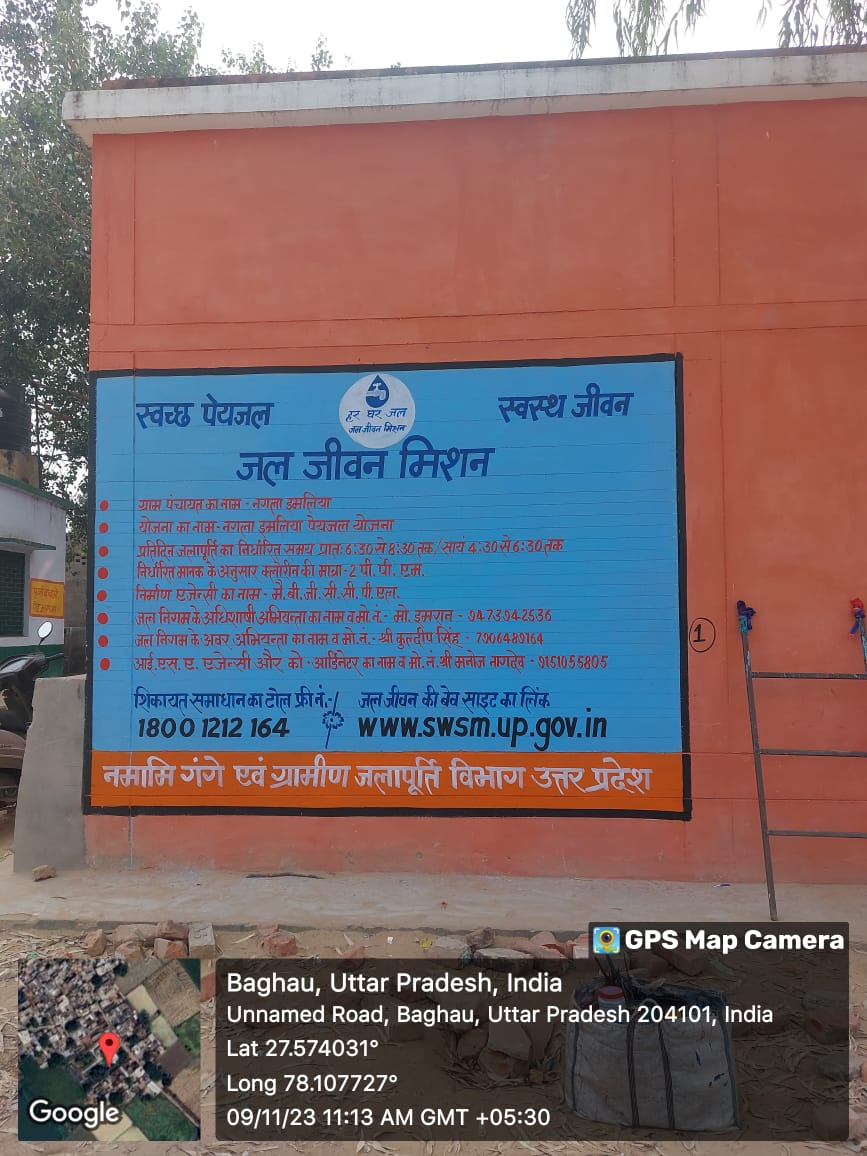 स्वच्छ पेयजल
हर घर जल
जल जीवन मिशन
स्वस्थ जीवन
जल जीवन मिशन
ग्राम पंचायत का नाम - नगला इमलिया
योजना का नाम - नगला इमलिया पेयजल योजना
प्रतिदिन जलापूर्ति का निर्धारित समय प्रातः 6:30 से 8:30 तक / सायं 4:30 से 6:30 तक
निर्धारित मानक के अनुसार क्लोरीन की मात्रा - 2 पी. पी. एम.
निर्माण एजेन्सी का नाम - मै. बी. जी. सी. सी. पी. एल.
जल निगम के अधिशाषी अभियन्ता का नाम व मो. नं. - मो. इमरान - 9473942536
जल निगम के अवर अभियन्ता का नाम व मो. नं. - श्री कुलदीप सिंह - 7906489164
आई. एस. ए. एजेन्सी और को - आर्डिनेटर का नाम व मो. नं. श्री मनोज नागदेव - 9151055805
शिकायत समाधान का टोल फ्री नं. -
1800 1212 164
जल जीवन की बेव साइट का लिंक
www.swsm.up.gov.in
नमामि गंगे एवं ग्रामीण जलापूर्ति विभाग उत्तर प्रदेश
1
GPS Map Camera
Baghau, Uttar Pradesh, India
Unnamed Road, Baghau, Uttar Pradesh 204101, India
Lat 27.574031°
Long 78.107727°
09/11/23 11:13 AM GMT +05:30
Google